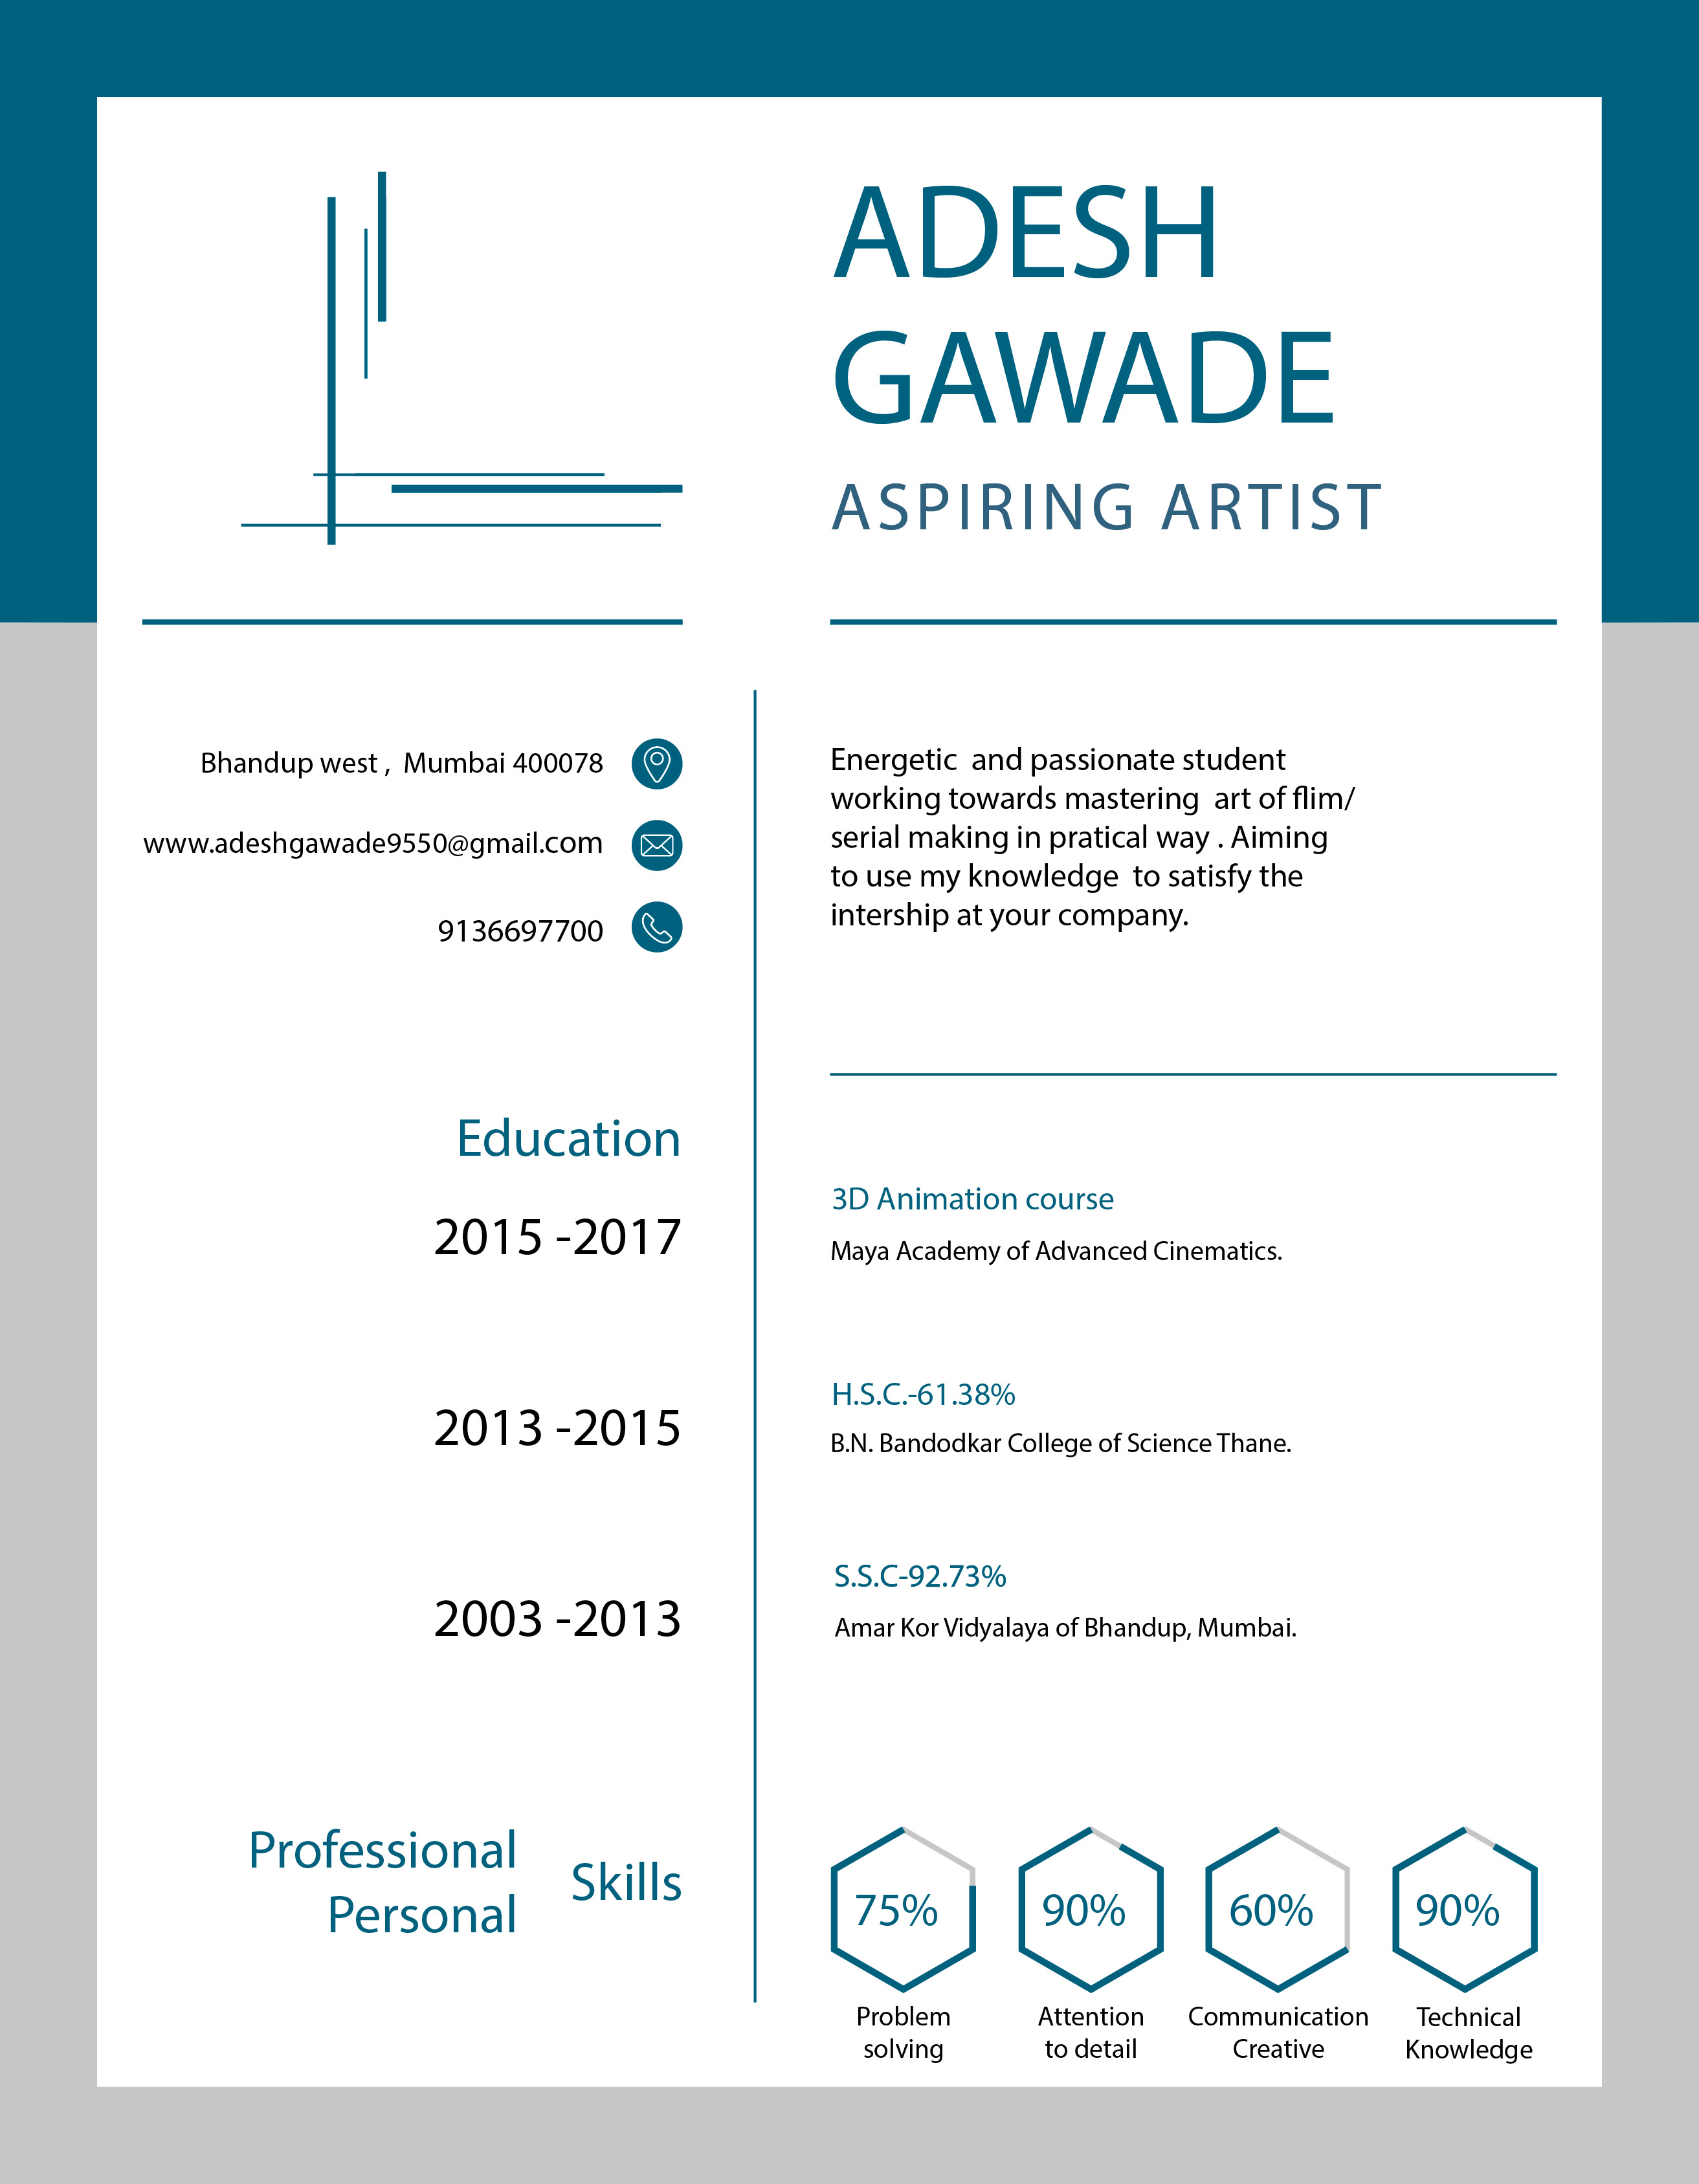 ADESH
GAWADE
ASPIRING ARTIST
Bhandup west , Mumbai 400078
www.adeshgawade9550@gmail.com
9136697700
Energetic and passionate student
working towards mastering art of flim/
serial making in pratical way . Aiming
to use my knowledge to satisfy the
intership at your company.
Education
2015 -2017
3D Animation course
Maya Academy of Advanced Cinematics.
2013 -2015
H.S.C.-61.38%
B.N. Bandodkar College of Science Thane.
2003 -2013
S.S.C-92.73%
Amar Kor Vidyalaya of Bhandup, Mumbai.
Professional
Personal
Skills
75%
Problem
solving
90%
Attention
to detail
60%
Communication
Creative
90%
Technical
Knowledge